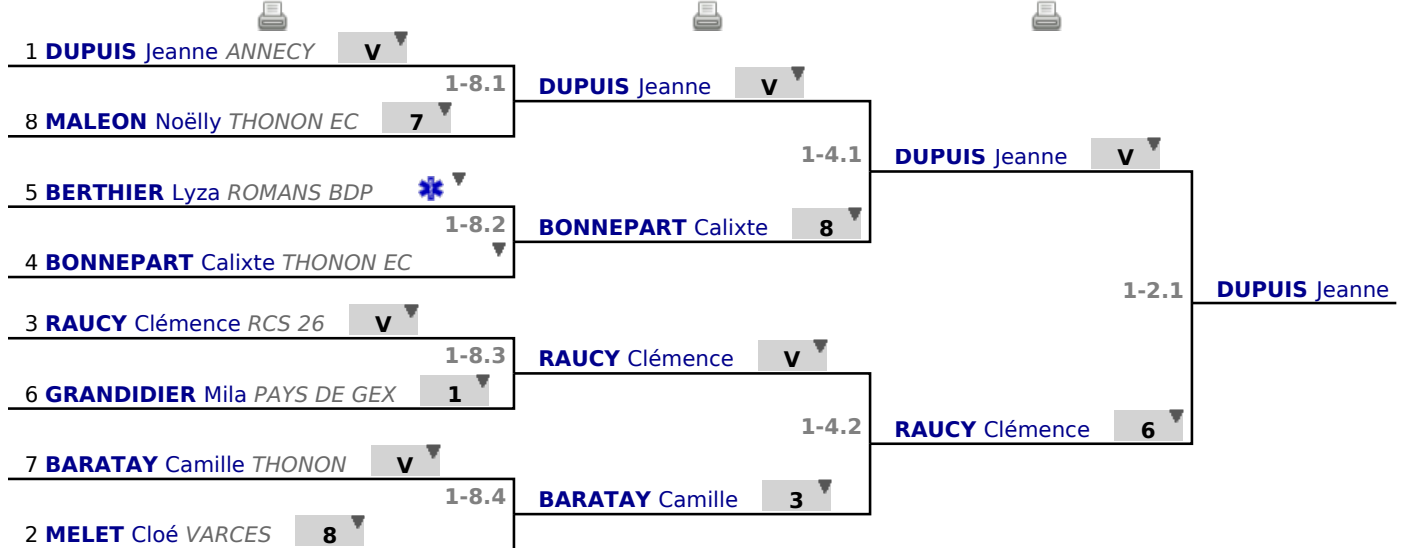 1 DUPUIS Jeanne ANNECY V
1-8.1
DUPUIS Jeanne V
8 MALEON Noëlly THONON EC 7
1-4.1
DUPUIS Jeanne V
5 BERTHIER Lyza ROMANS BDP
1-8.2
BONNEPART Calixte 8
4 BONNEPART Calixte THONON EC
1-2.1
DUPUIS Jeanne
3 RAUCY Clémence RCS 26 V
1-8.3
RAUCY Clémence V
6 GRANDIDIER Mila PAYS DE GEX 1
1-4.2
RAUCY Clémence 6
7 BARATAY Camille THONON V
1-8.4
BARATAY Camille 3
2 MELET Cloé VARCES 8